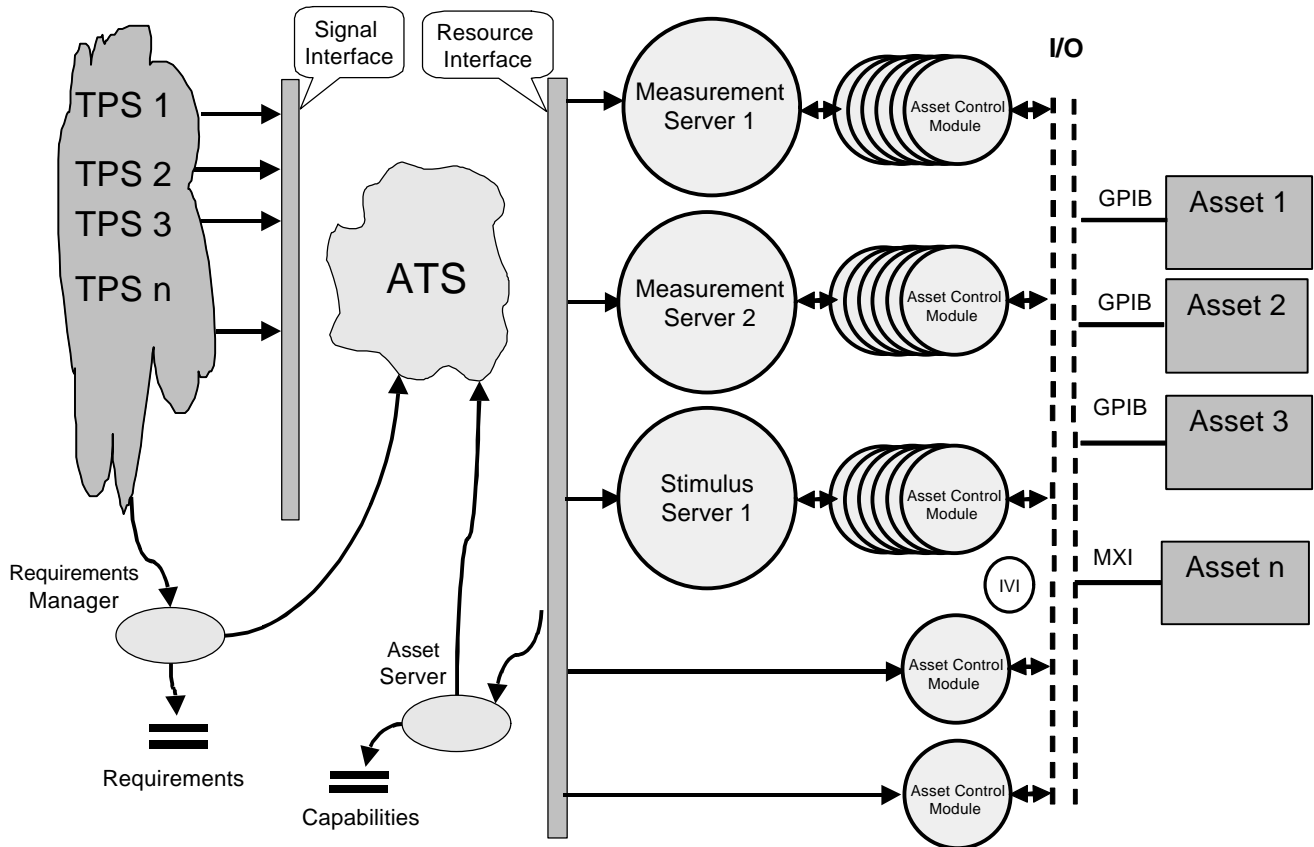 Signal
Interface
Resource
Interface
I/O
TPS 1
TPS 2
TPS 3
TPS n
ATS
Measurement
Server 1
Asset Control
Module
Measurement
Server 2
Asset Control
Module
Stimulus
Server 1
Asset Control
Module
IVI
Asset Control
Module
Asset Control
Module
GPIB
Asset 1
GPIB
Asset 2
GPIB
Asset 3
MXI
Asset n
Requirements
Manager
Requirements
Asset
Server
Capabilities